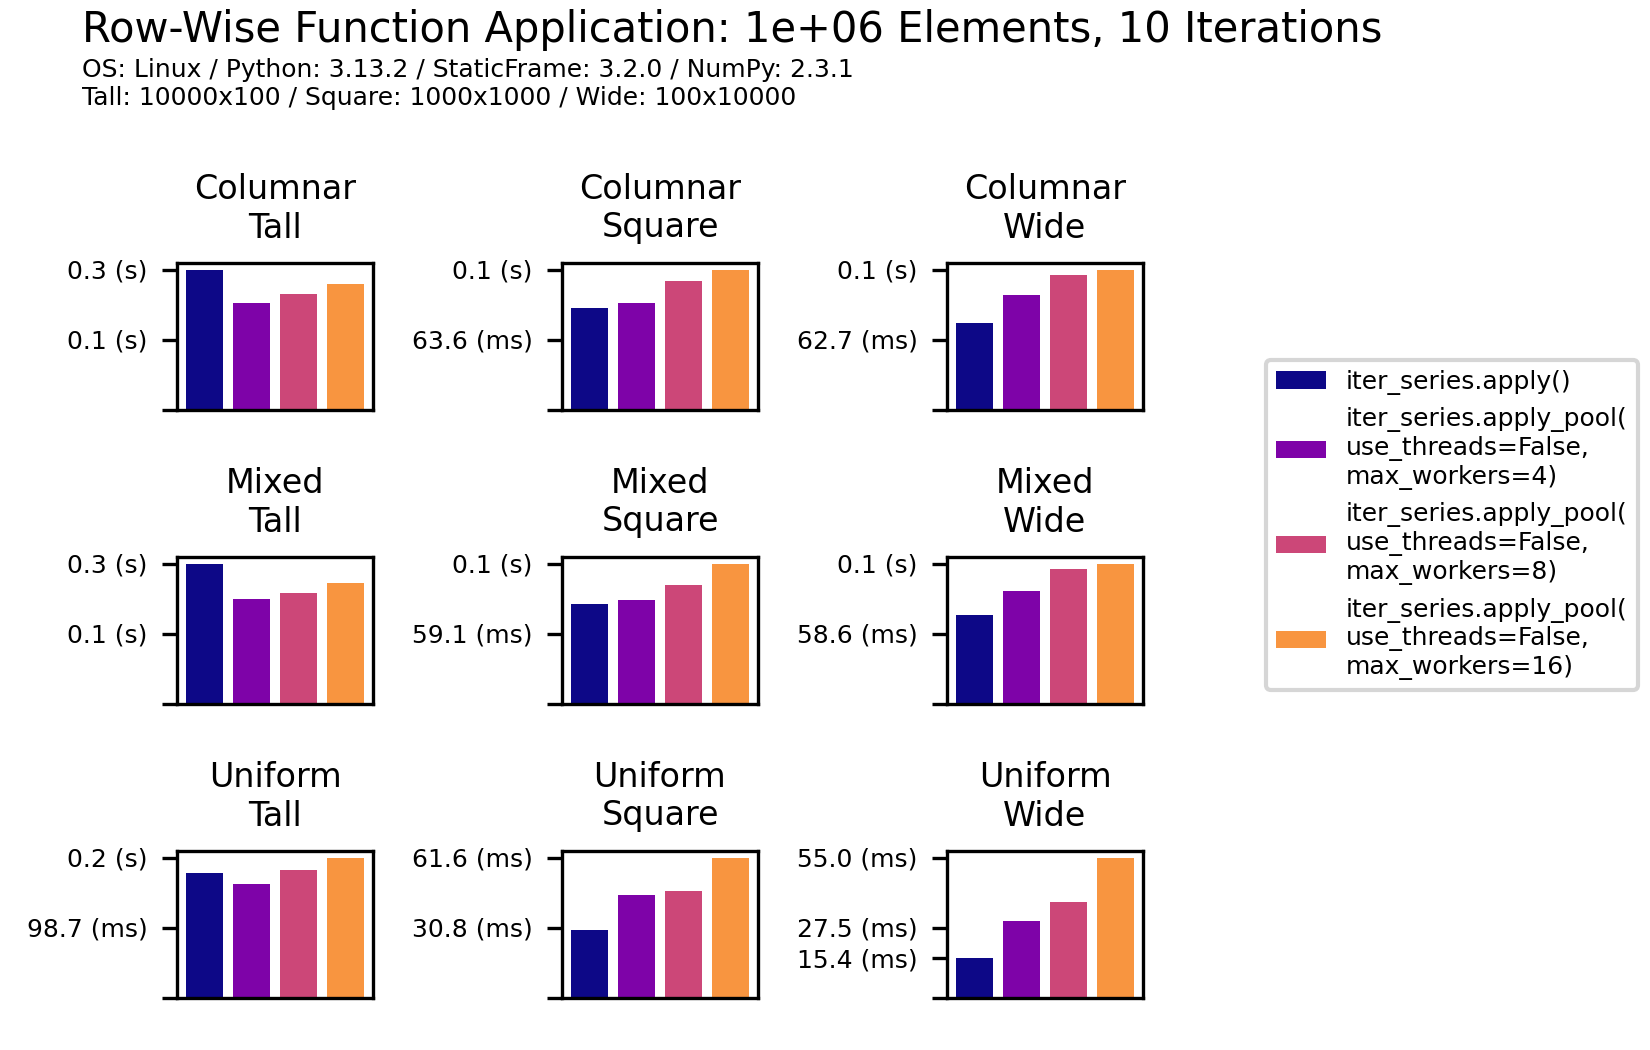 Row-Wise Function Application: 1e+06 Elements, 10 Iterations
OS: Linux / Python: 3.13.2 / StaticFrame: 3.2.0 / NumPy: 2.3.1
Tall: 10000x100 / Square: 1000x1000 / Wide: 100x10000
Columnar
Tall
0.3 (s)
0.1 (s)
Columnar
Square
0.1 (s)
63.6 (ms)
Columnar
Wide
0.1 (s)
62.7 (ms)
Mixed
Tall
0.3 (s)
0.1 (s)
Mixed
Square
0.1 (s)
59.1 (ms)
Mixed
Wide
0.1 (s)
58.6 (ms)
Uniform
Tall
0.2 (s)
98.7 (ms)
Uniform
Square
61.6 (ms)
30.8 (ms)
Uniform
Wide
55.0 (ms)
27.5 (ms)
15.4 (ms)
iter_series.apply()
iter_series.apply_pool(
use_threads=False,
max_workers=4)
iter_series.apply_pool(
use_threads=False,
max_workers=8)
iter_series.apply_pool(
use_threads=False,
max_workers=16)